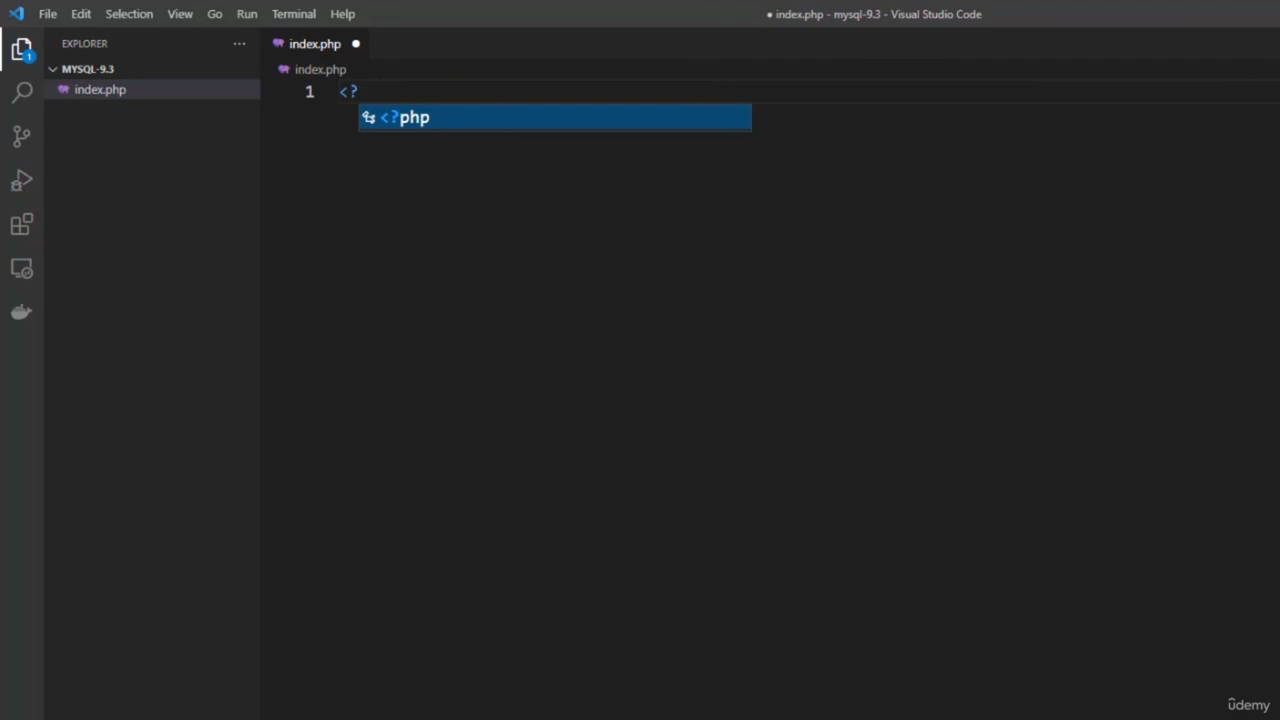 File Edit Selection View Go Run Terminal Help
● index.php - mysql-9.3 - Visual Studio Code
EXPLORER ...
index.php ●
1
MYSQL-9.3
index.php
index.php
1 <?
<?php
ûdemy